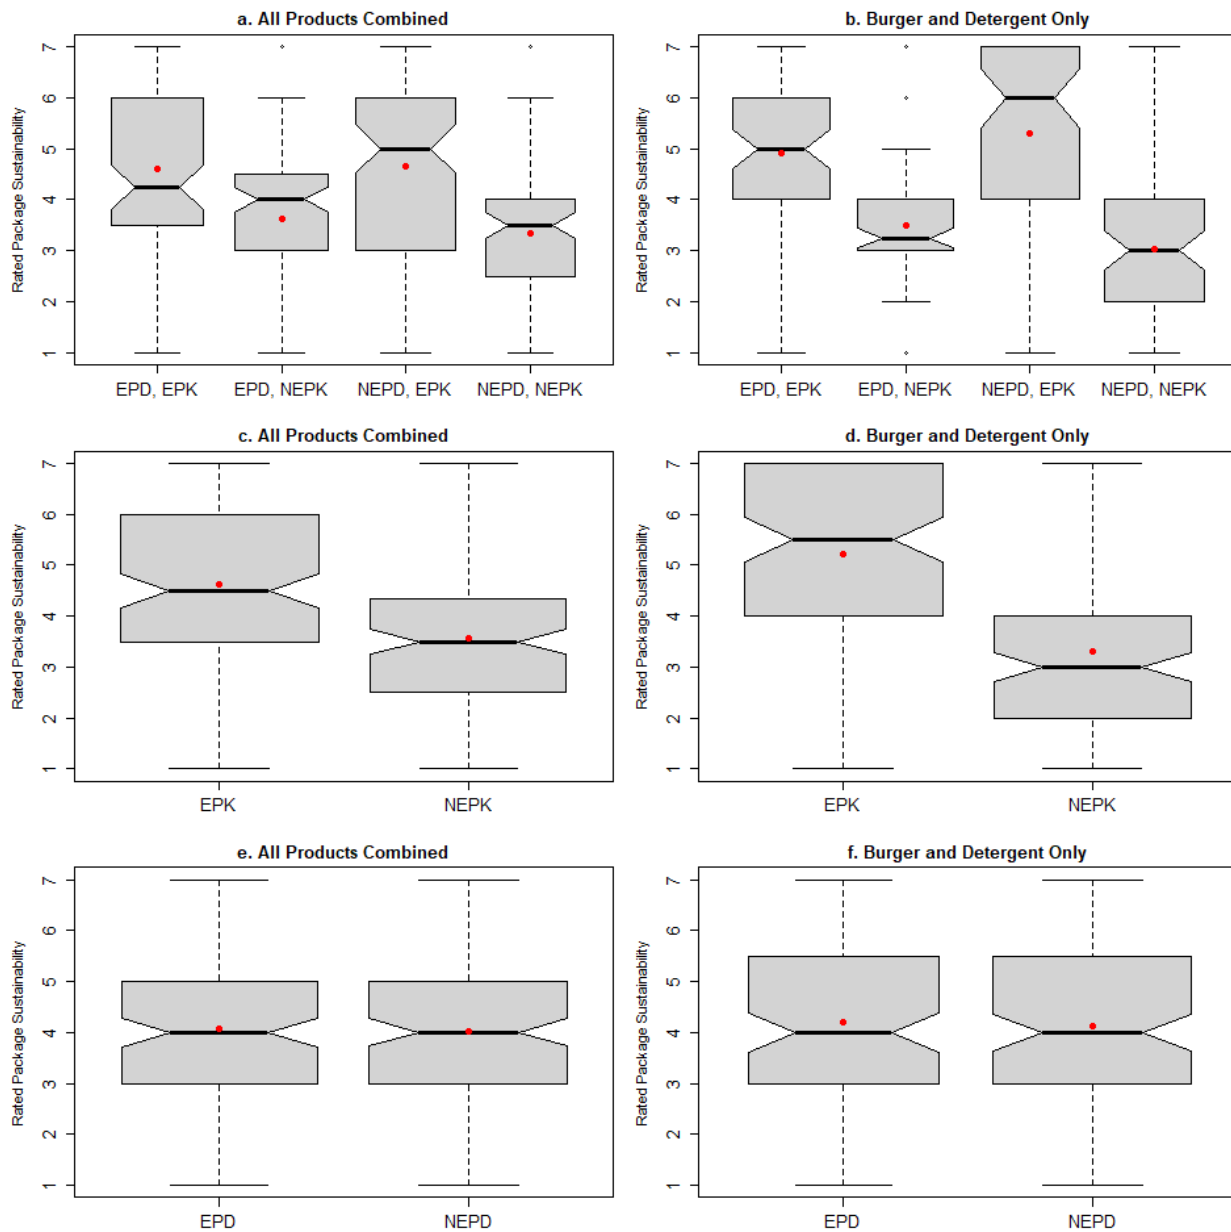 a. All Products Combined
Rated Package Sustainability
7
6
5
4
3
2
1
EPD, EPK EPD, NEPK NEPD, EPK NEPD, NEPK
b. Burger and Detergent Only
Rated Package Sustainability
7
6
5
4
3
2
1
EPD, EPK EPD, NEPK NEPD, EPK NEPD, NEPK
c. All Products Combined
Rated Package Sustainability
7
6
5
4
3
2
1
EPK NEPK
d. Burger and Detergent Only
Rated Package Sustainability
7
6
5
4
3
2
1
EPK NEPK
e. All Products Combined
Rated Package Sustainability
7
6
5
4
3
2
1
EPD NEPD
f. Burger and Detergent Only
Rated Package Sustainability
7
6
5
4
3
2
1
EPD NEPD